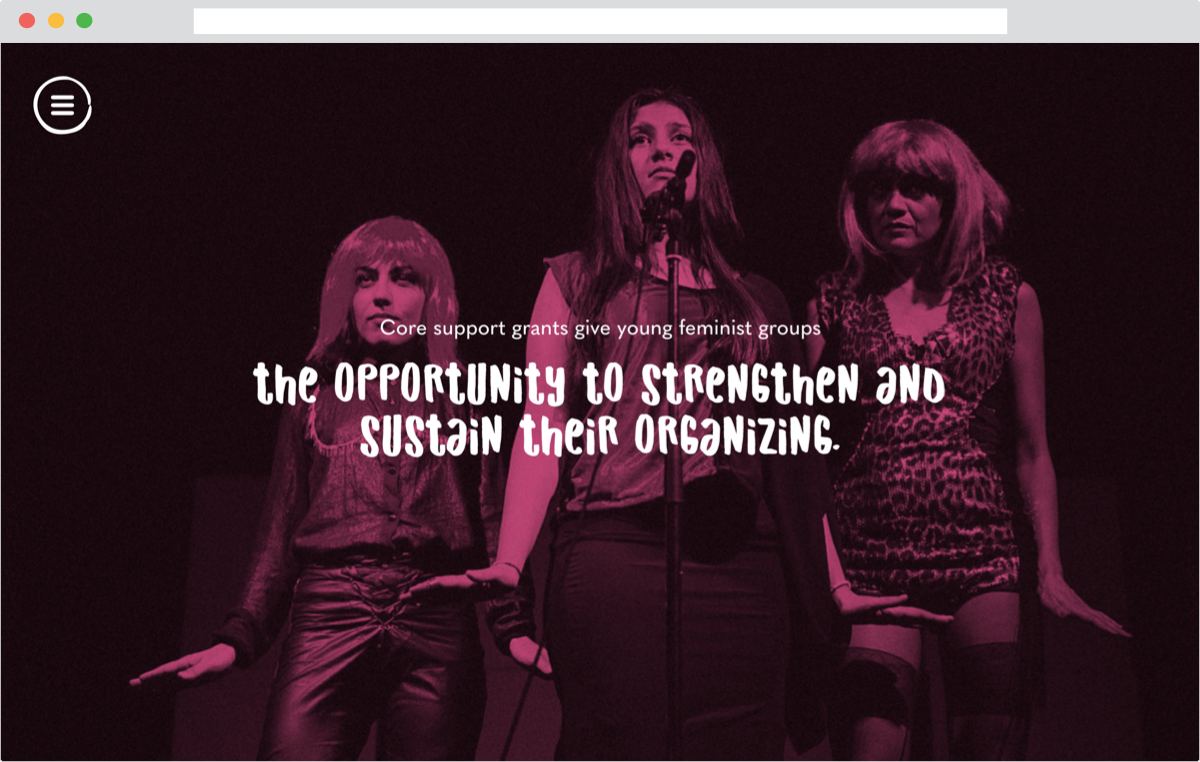 Core support grants give young feminist groups
the OPPORtUNity tO StReNGtheN aND
SUStaiN theiR ORGaNiZiNG.